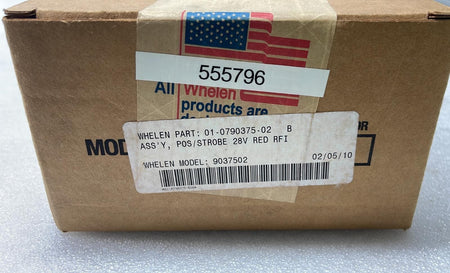 555796
All Whelen
products are
WHELEN PART: 01-0790375-02 B
ASS'Y, POS/STROBE 28V RED RFI
WHELEN MODEL: 9037502 02/05/10
MOD
OR